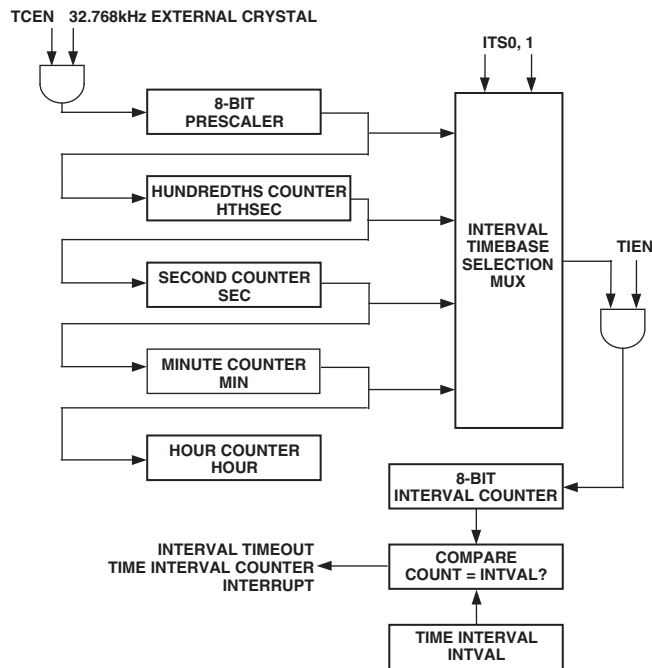 TCEN 32.768kHz EXTERNAL CRYSTAL
ITS0, 1
8-BIT
PRESCALER
HUNDREDTHS COUNTER
HTHSEC
INTERVAL
TIMEBASE
SELECTION
MUX
TIEN
SECOND COUNTER
SEC
MINUTE COUNTER
MIN
HOUR COUNTER
HOUR
8-BIT
INTERVAL COUNTER
INTERVAL TIMEOUT
TIME INTERVAL COUNTER
INTERRUPT
COMPARE
COUNT = INTVAL?
TIME INTERVAL
INTVAL